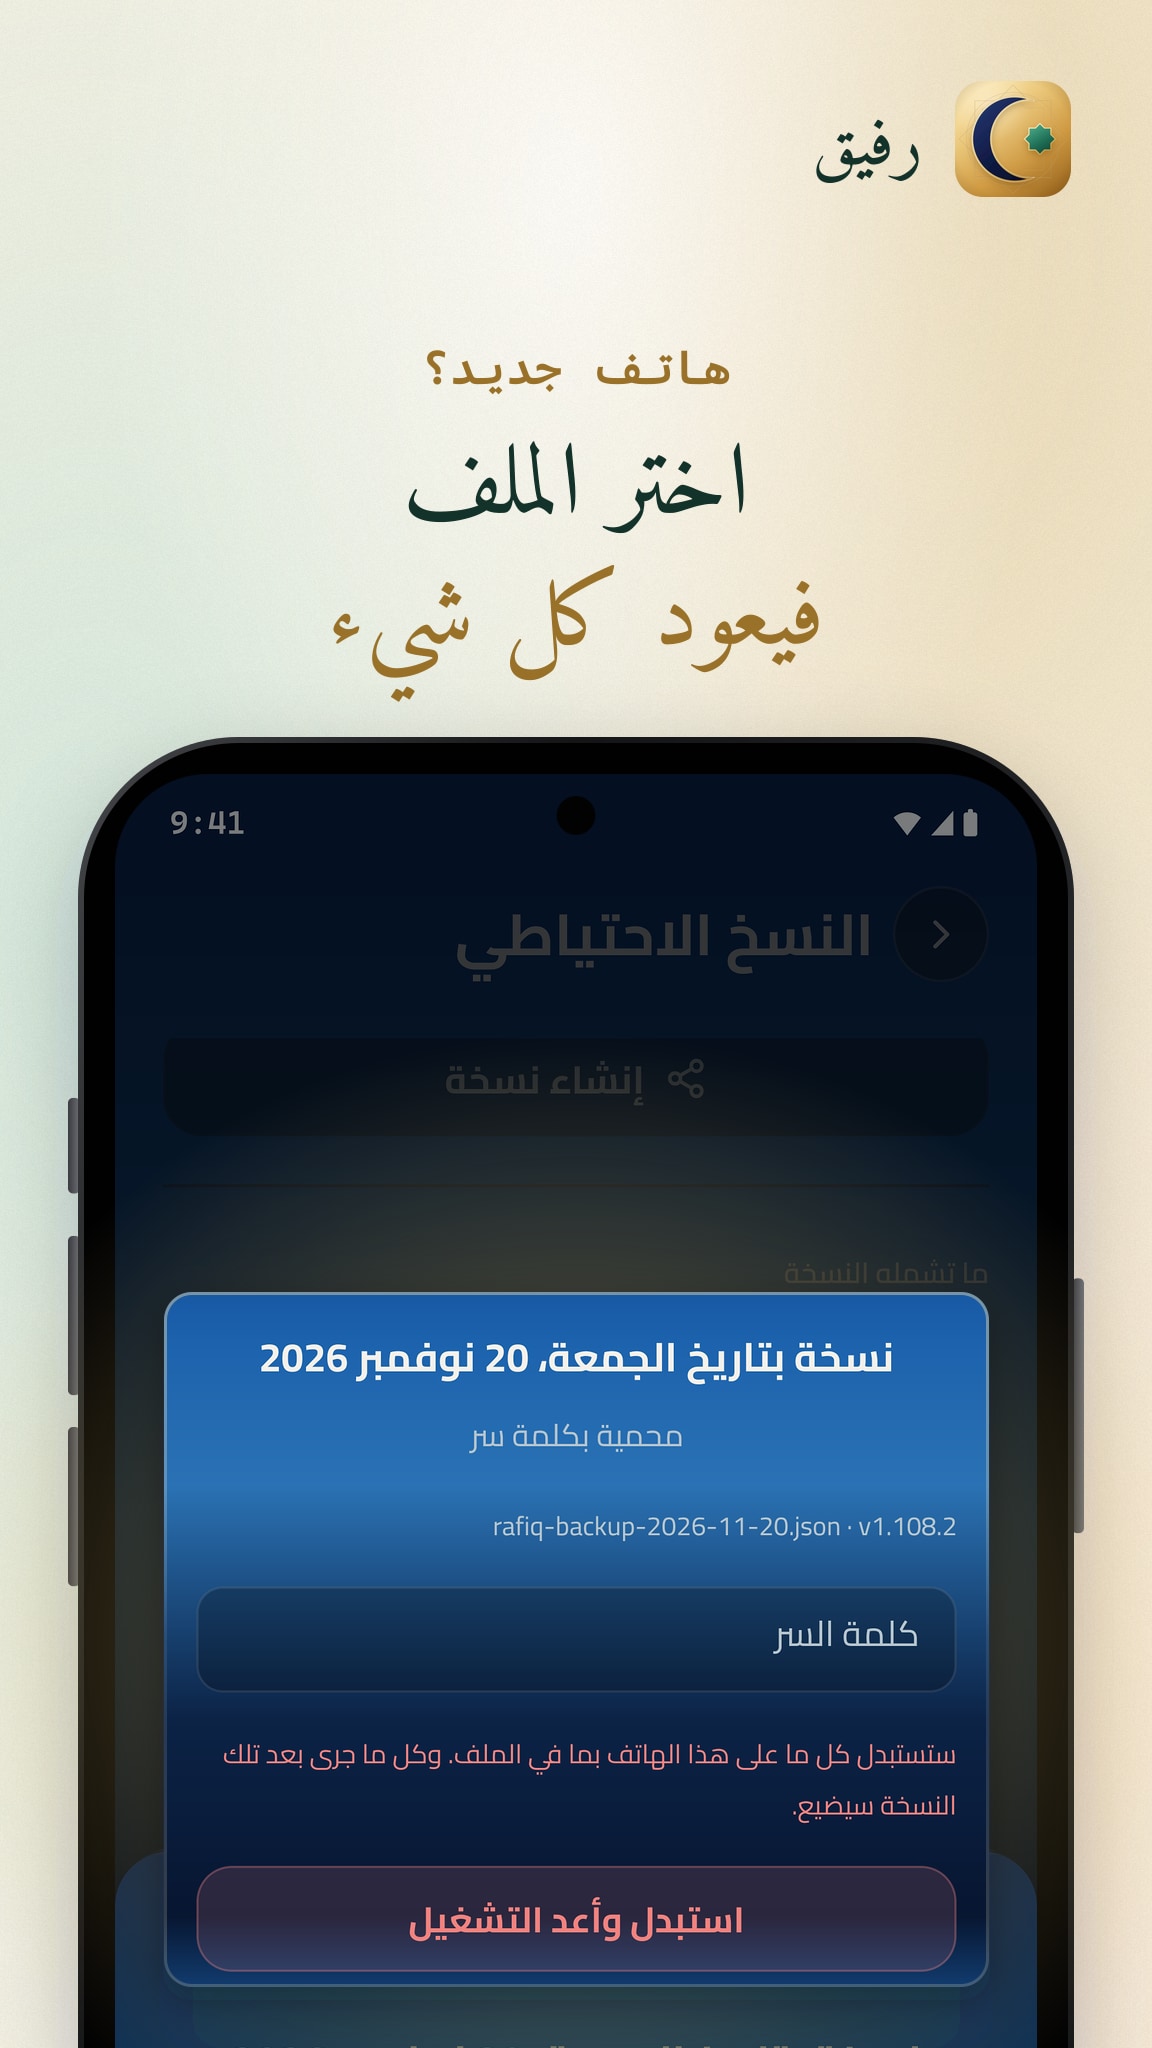 رفيق
هاتف جديد؟
اختر الملف
فيعود كل شيء
9:41
النسخ الاحتياطي
إنشاء نسخة
ما تشمله النسخة
نسخة بتاريخ الجمعة، 20 نوفمبر 2026
محمية بكلمة سر
rafiq-backup-2026-11-20.json · v1.108.2
كلمة السر
ستستبدل كل ما على هذا الهاتف بما في الملف. وكل ما جرى بعد تلك
النسخة سيضيع.
استبدل وأعد التشغيل